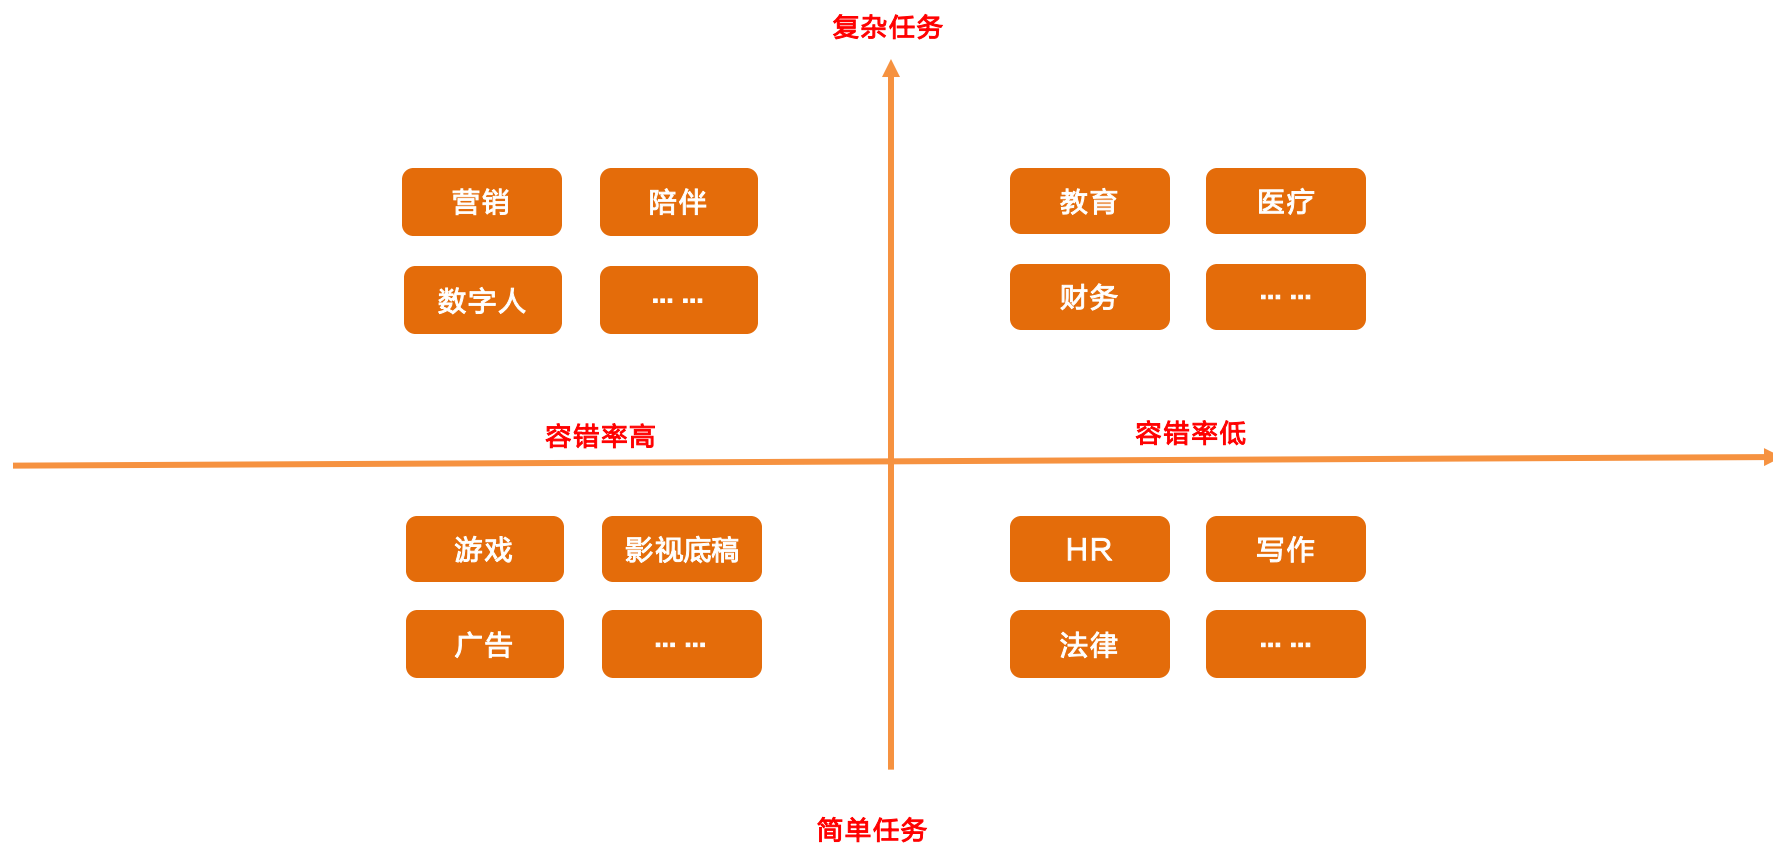 复杂任务
营销
陪伴
教育
医疗
数字人
... ...
财务
... ...
容错率高
容错率低
游戏
影视底稿
HR
写作
广告
... ...
法律
... ...
简单任务